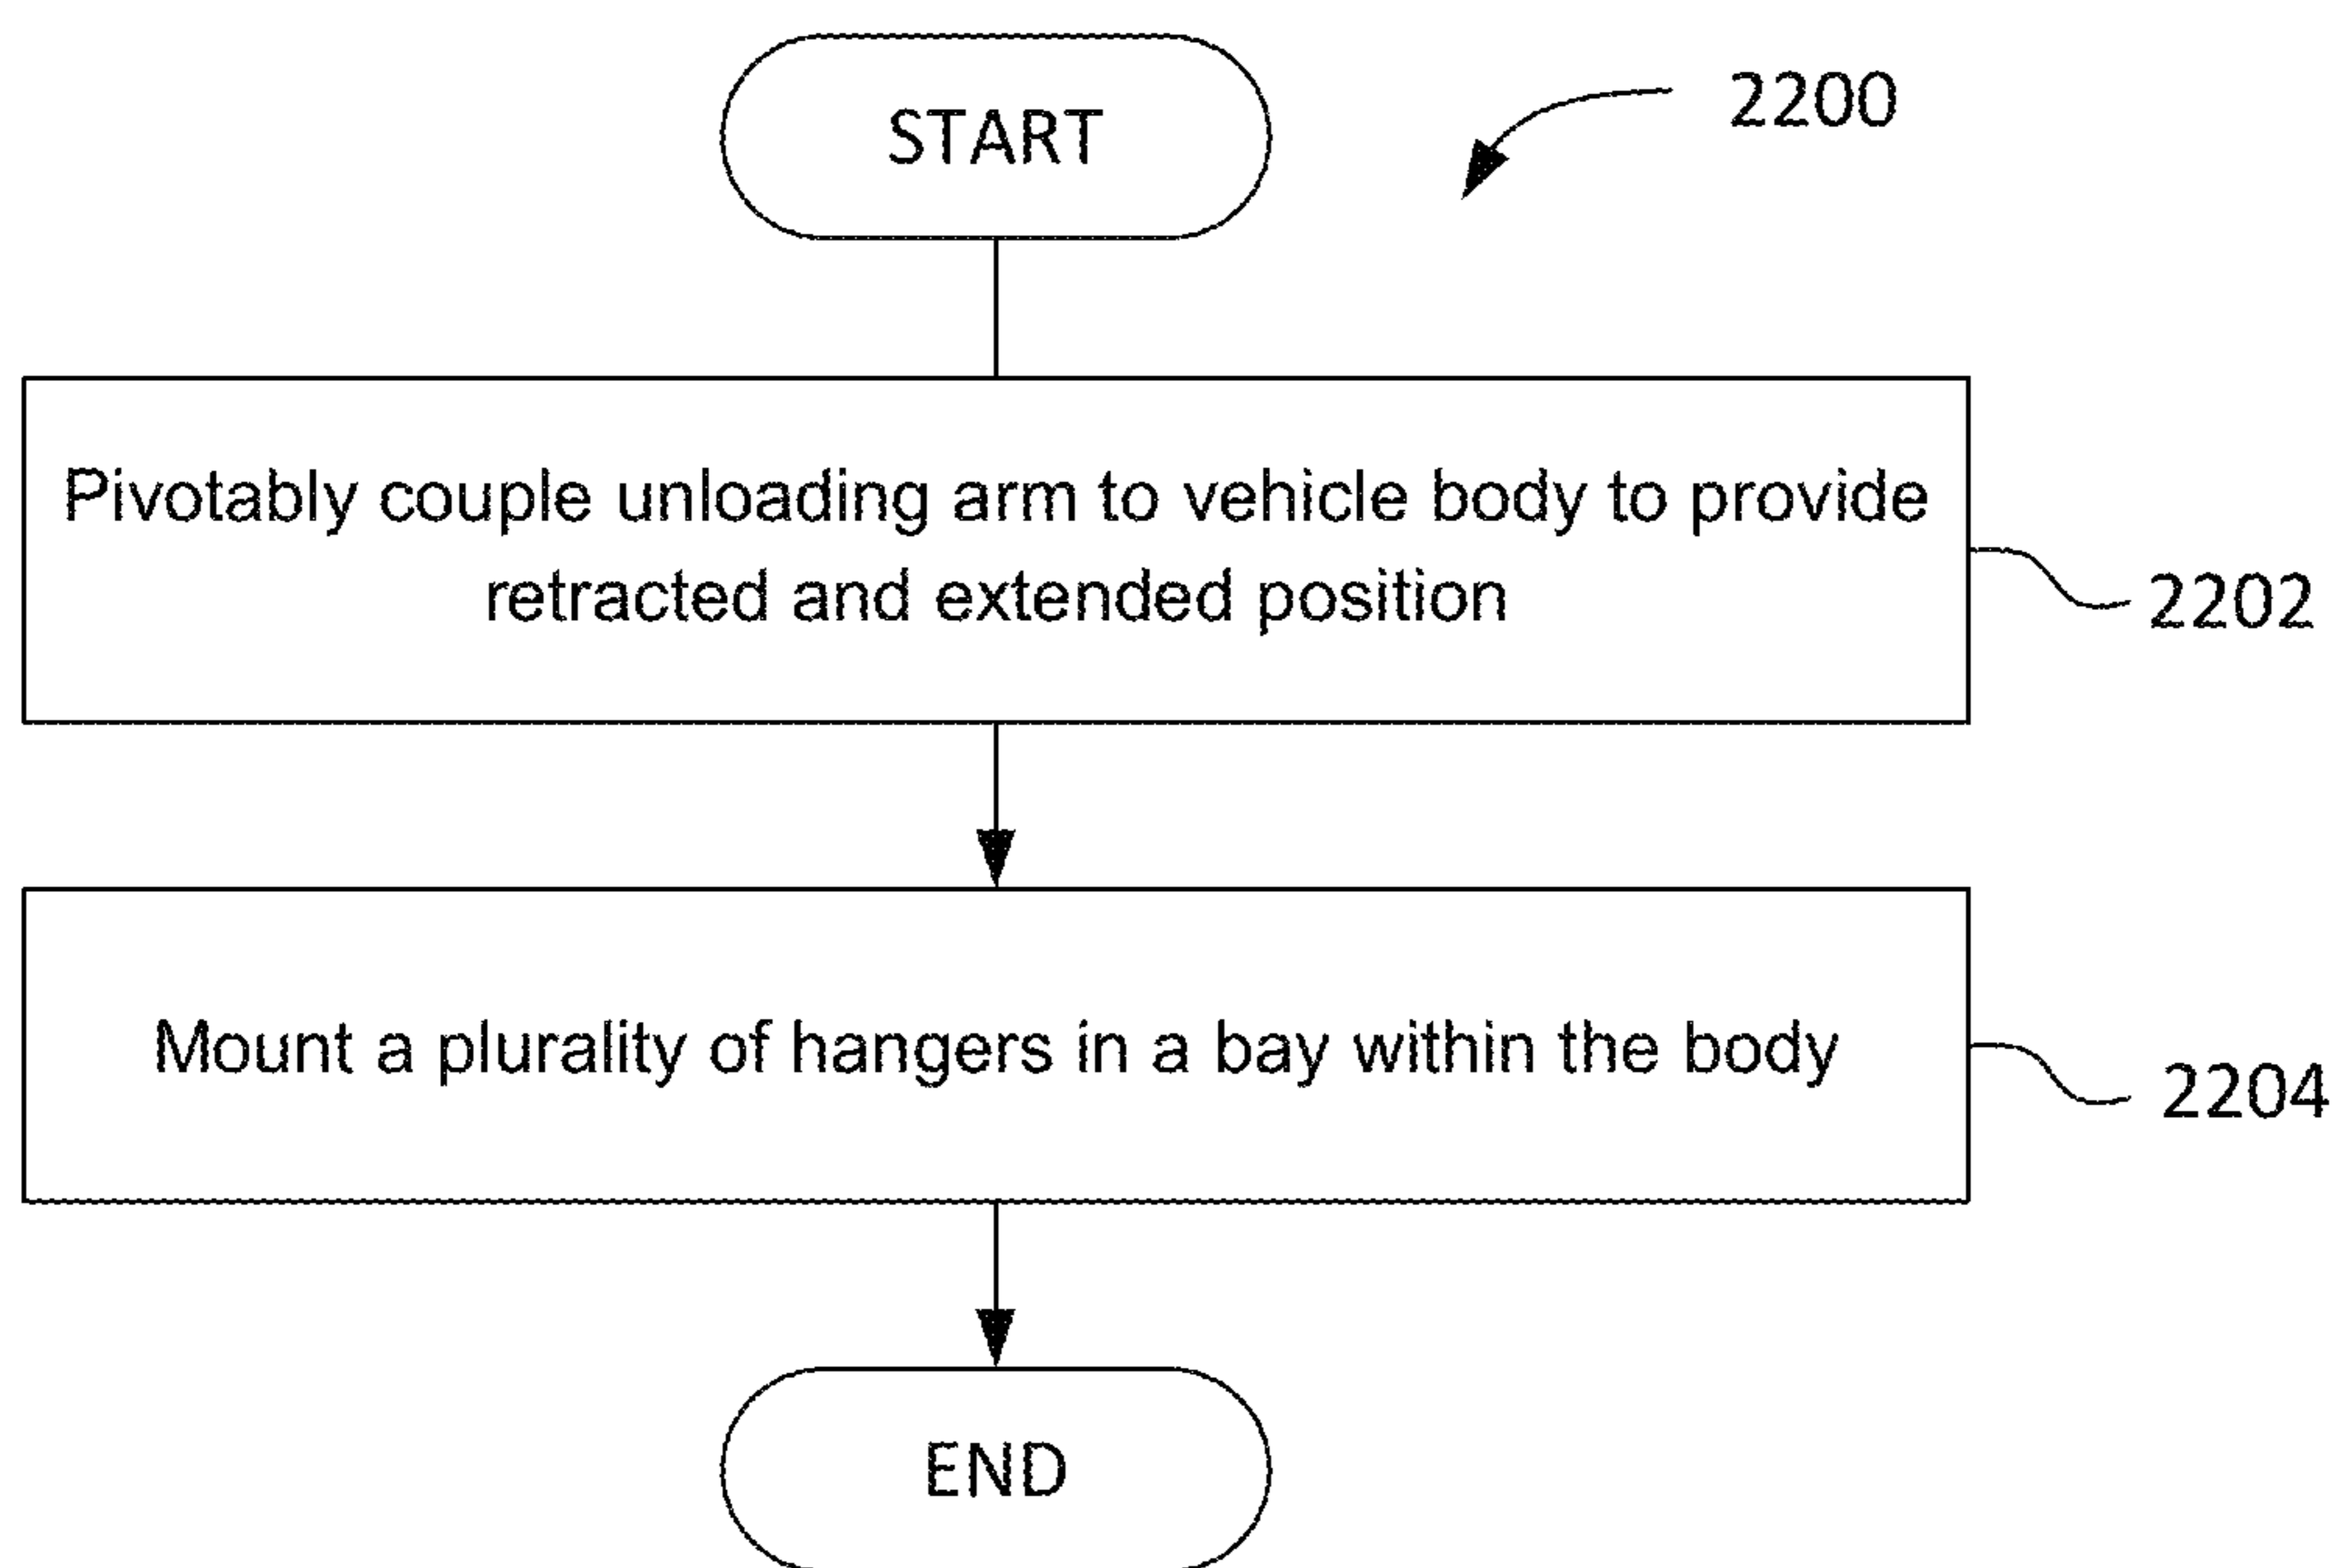 START
2200
Pivotably couple unloading arm to vehicle body to provide
retracted and extended position
2202
Mount a plurality of hangers in a bay within the body
2204
END